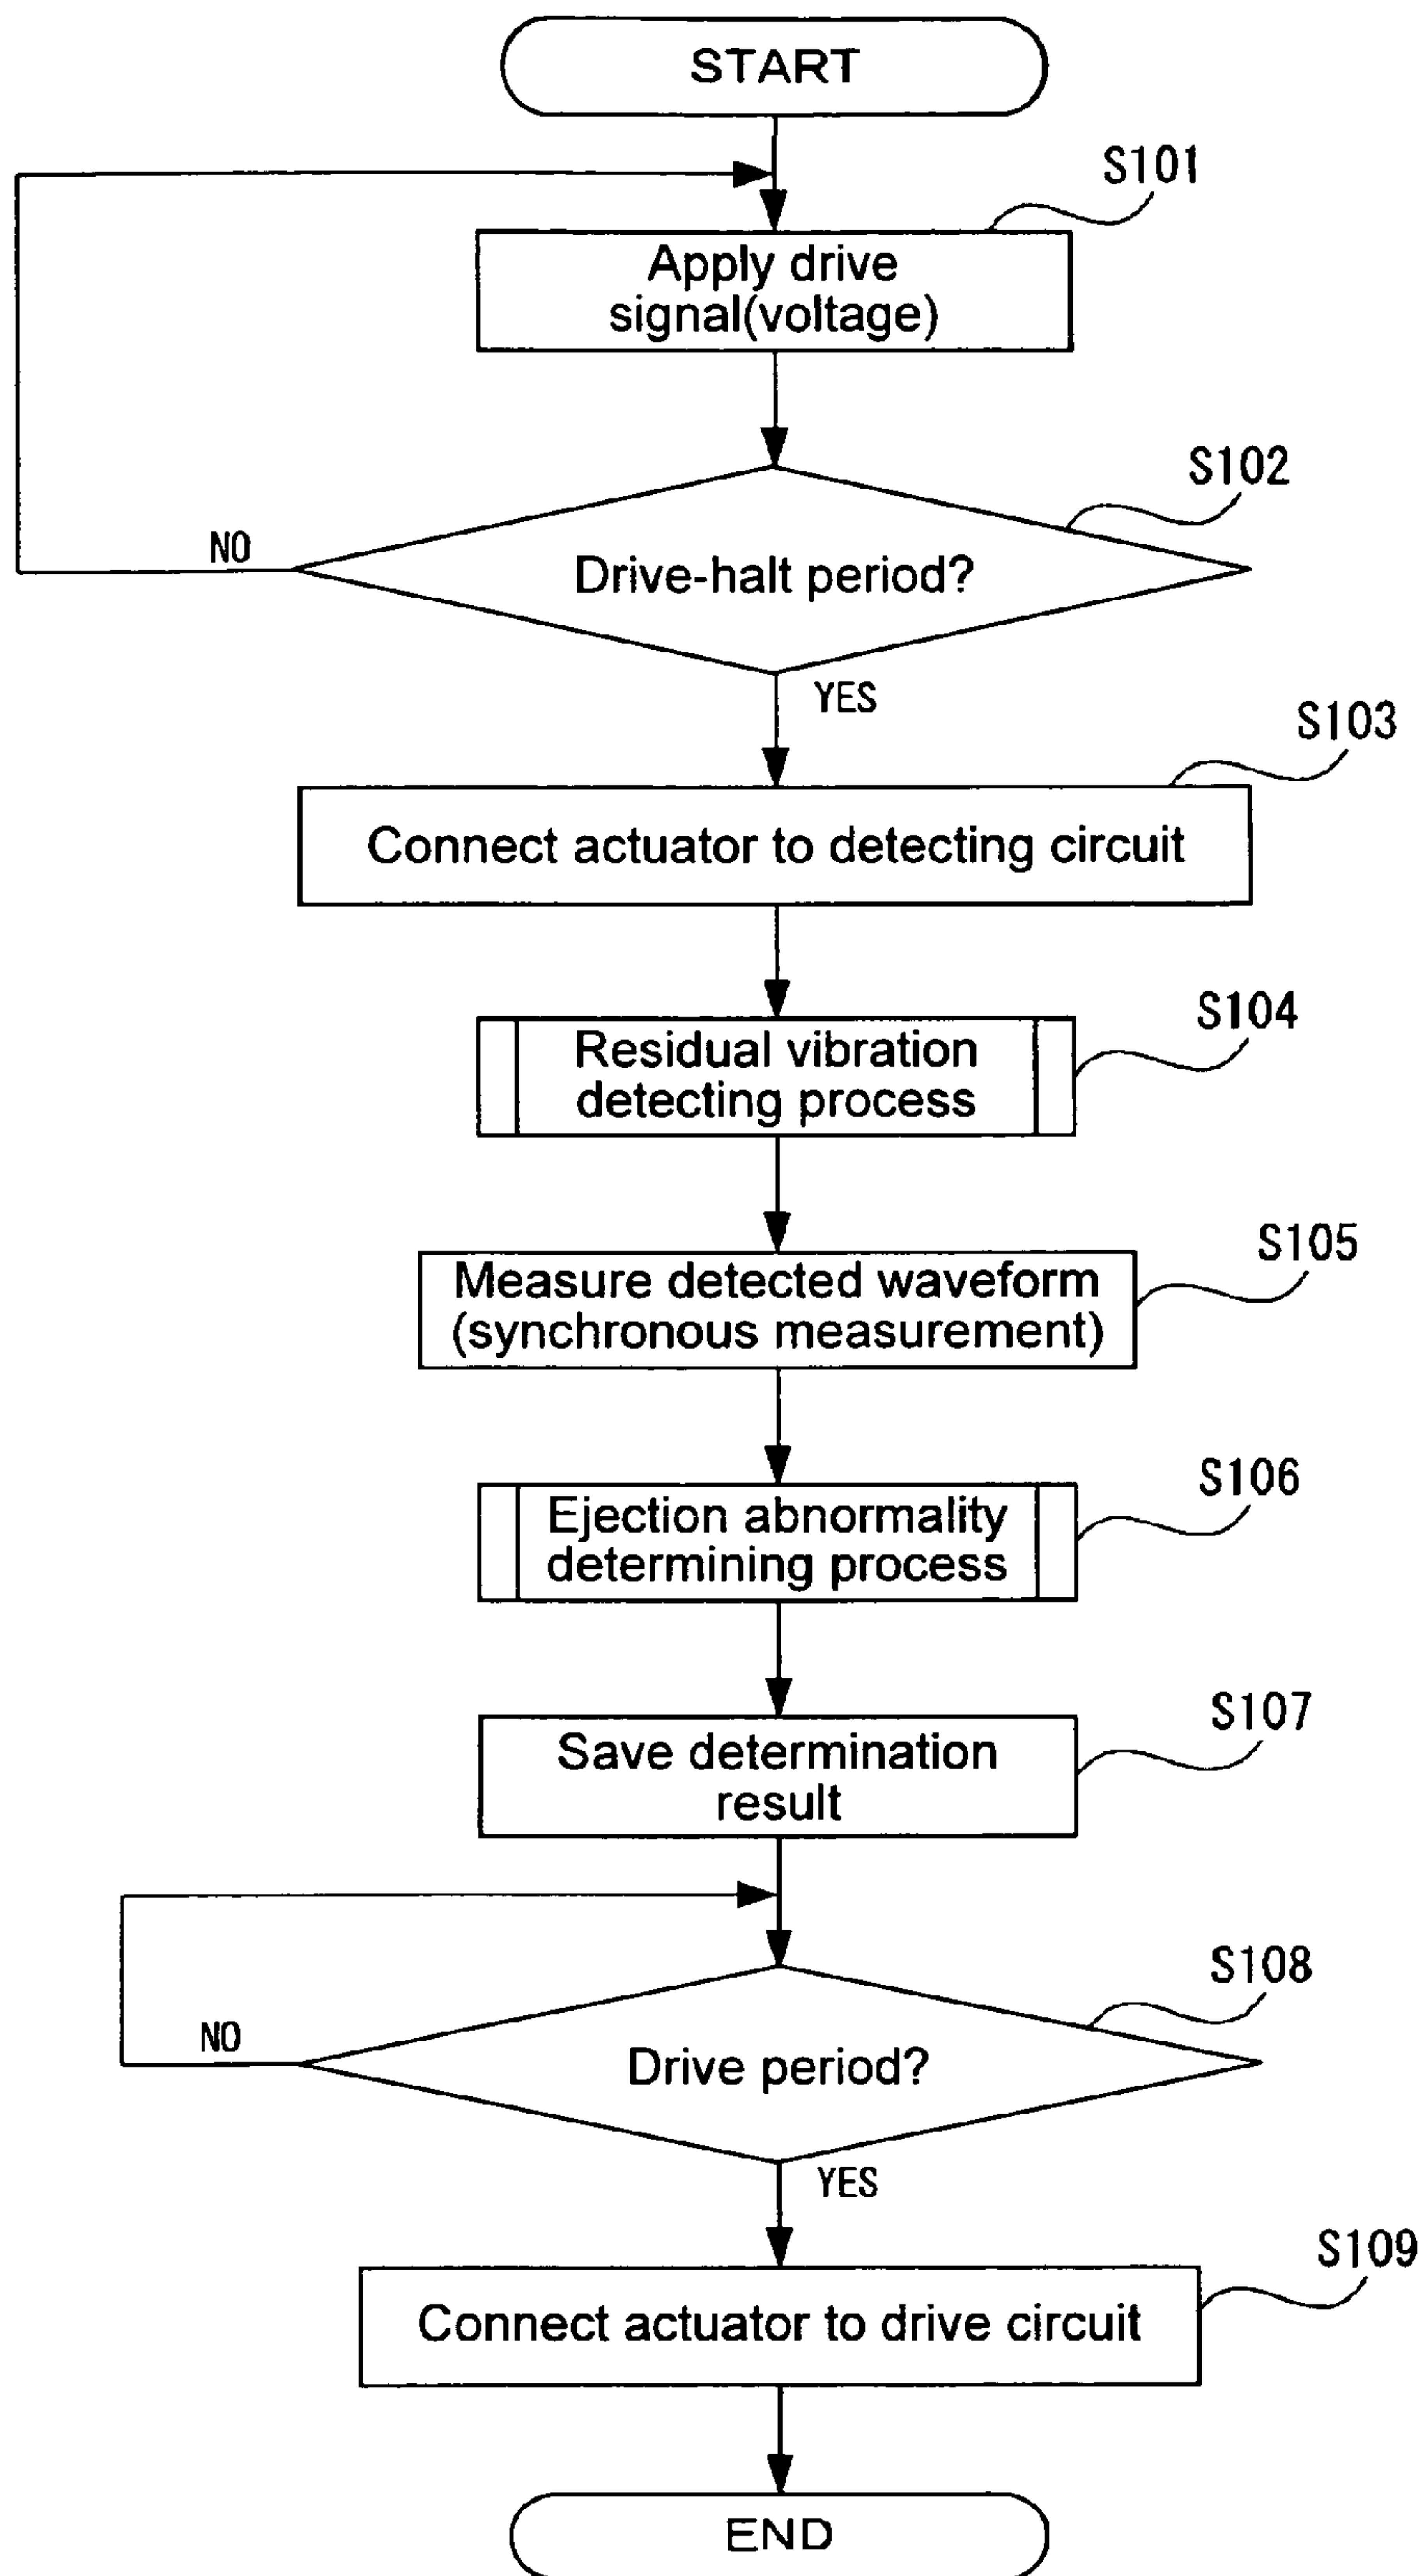 START
S101
Apply drive
signal(voltage)
S102
NO
Drive-halt period?
YES
S103
Connect actuator to detecting circuit
S104
Residual vibration
detecting process
S105
Measure detected waveform
(synchronous measurement)
S106
Ejection abnormality
determining process
S107
Save determination
result
S108
NO
Drive period?
YES
S109
Connect actuator to drive circuit
END